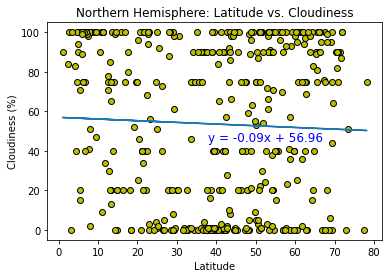 Northern Hemisphere: Latitude vs. Cloudiness
Cloudiness (%)
100
80
60
40
20
0
y = -0.09x + 56.96
0 10 20 30 40 50 60 70 80
Latitude